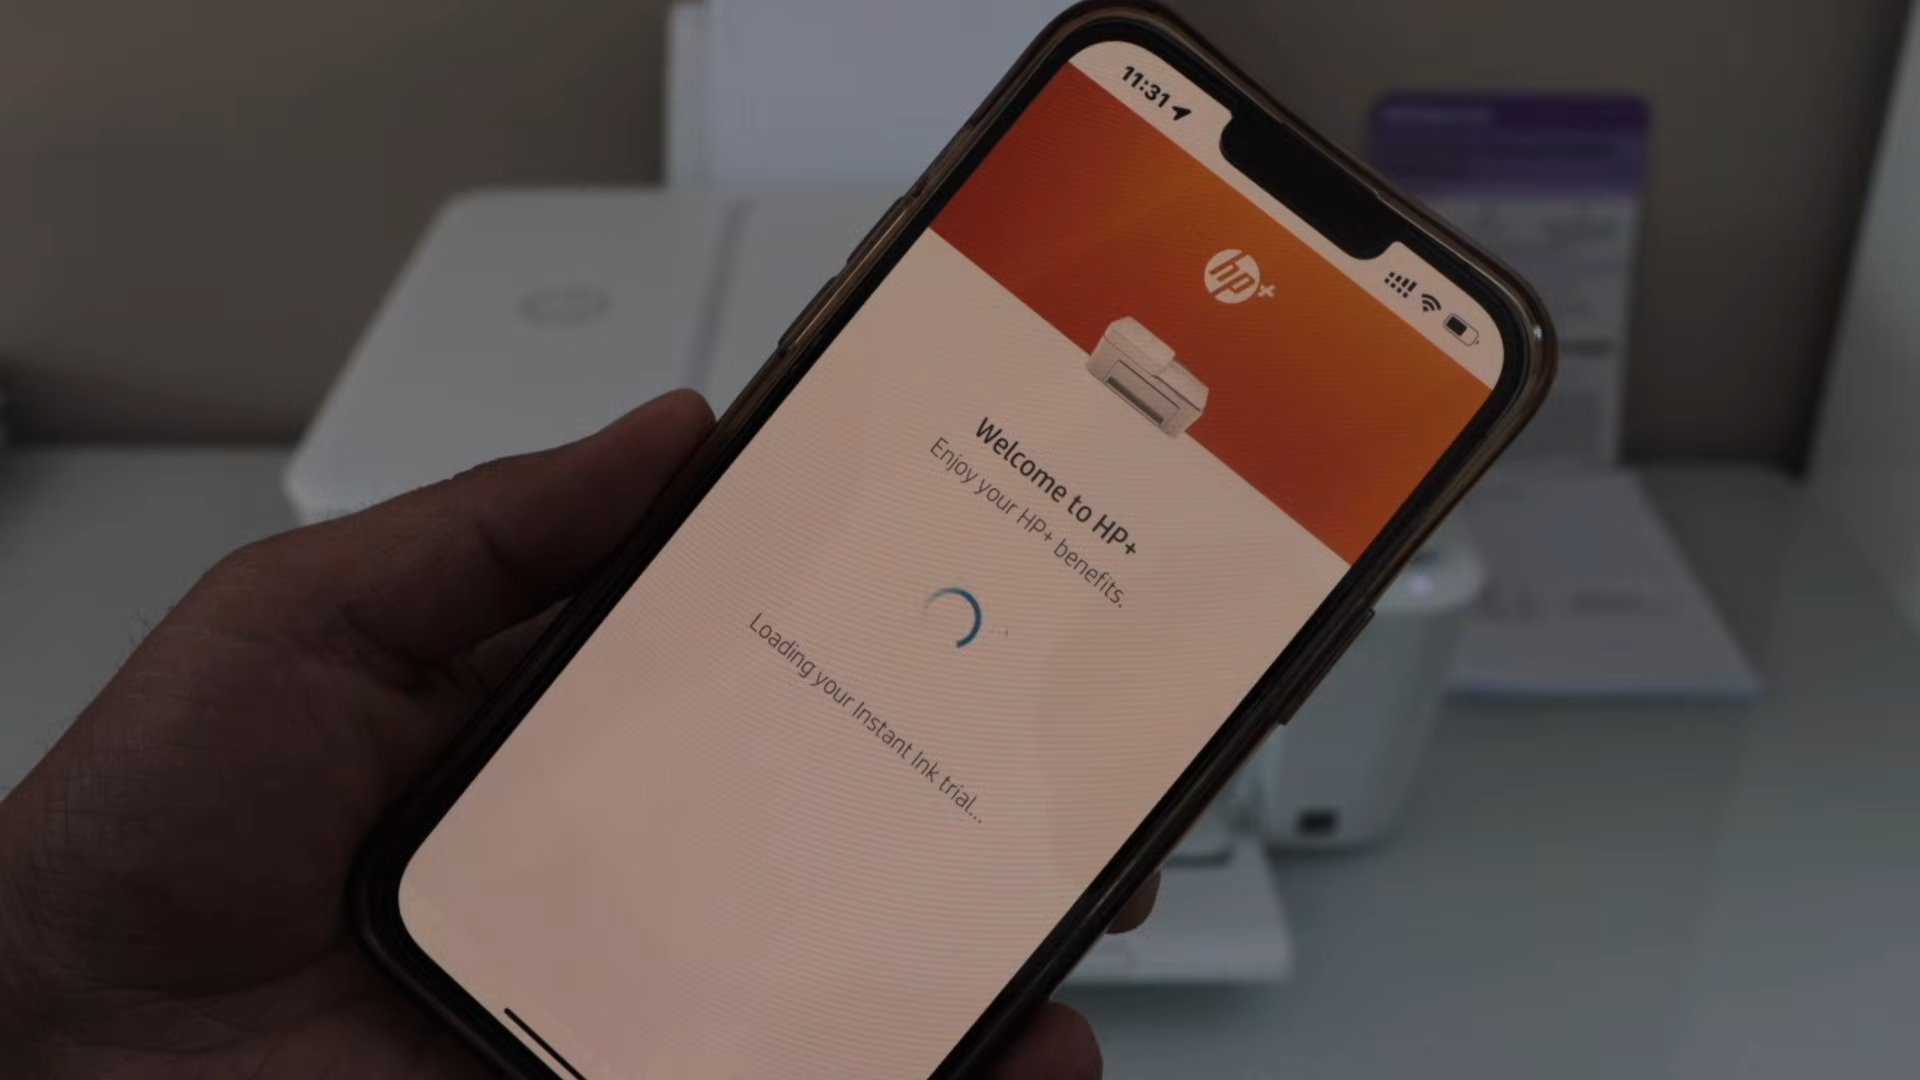 11:31
hp+
Welcome to HP+
Enjoy your HP+ benefits.
Loading your Instant Ink trial...